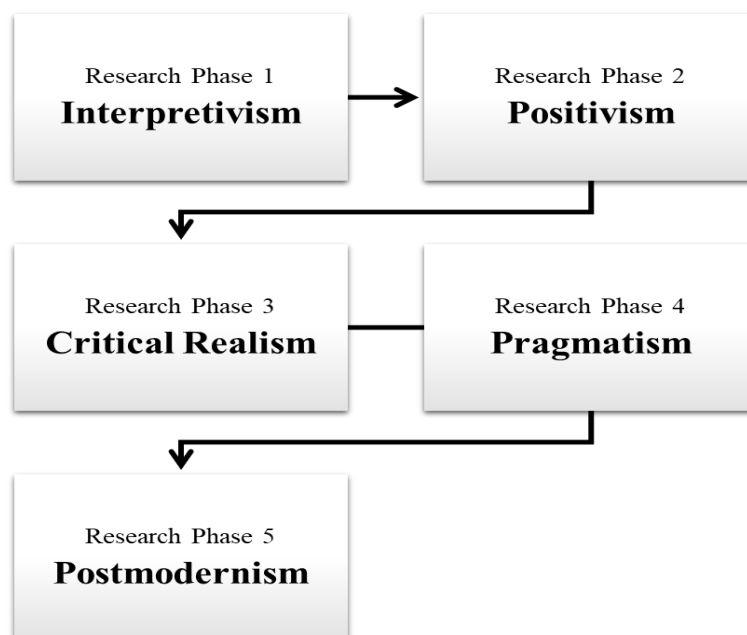 Research Phase 1
Interpretivism
Research Phase 2
Positivism
Research Phase 3
Critical Realism
Research Phase 4
Pragmatism
Research Phase 5
Postmodernism